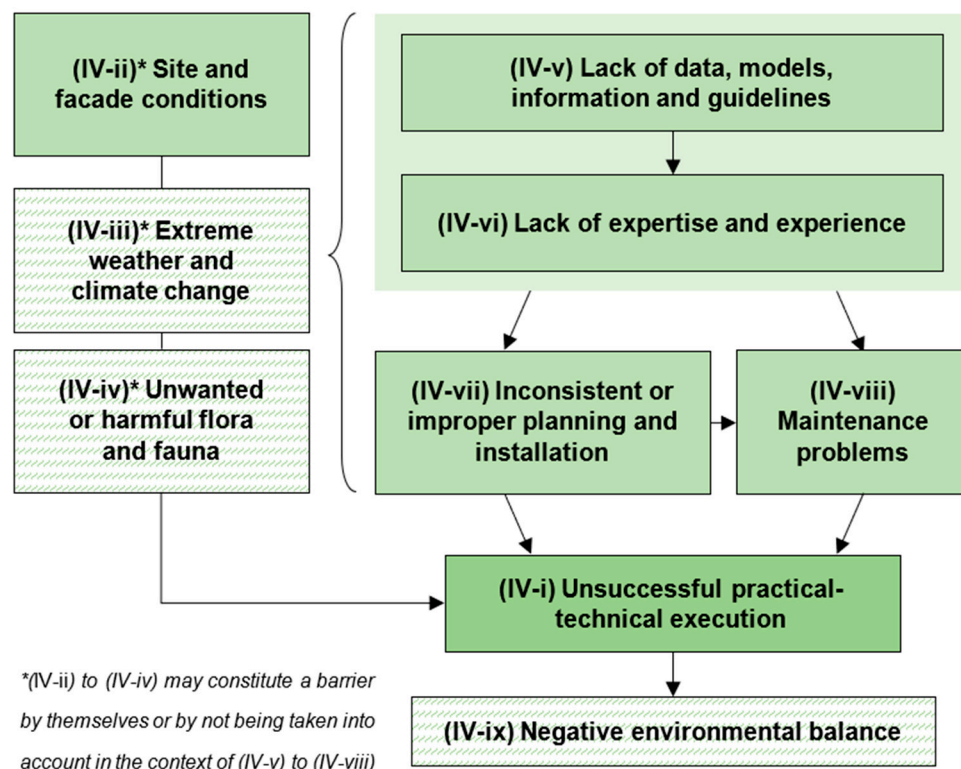 (IV-ii)* Site and
facade conditions
(IV-iii)* Extreme
weather and
climate change
(IV-iv)* Unwanted
or harmful flora
and fauna
(IV-v) Lack of data, models,
information and guidelines
(IV-vi) Lack of expertise and experience
(IV-vii) Inconsistent or
improper planning and
installation
(IV-viii)
Maintenance
problems
(IV-i) Unsuccessful practical-
technical execution
(IV-ix) Negative environmental balance
*(IV-ii) to (IV-iv) may constitute a barrier
by themselves or by not being taken into
account in the context of (IV-v) to (IV-viii)